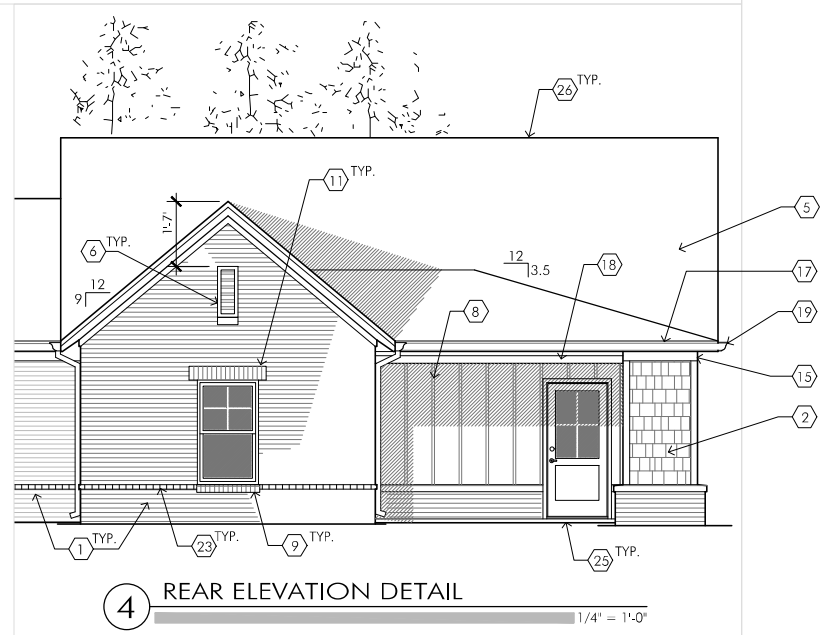 26 TYP.
11 TYP.
5
1'-7"
6 TYP.
12
9
12
3.5
18
17
8
19
15
2
1 TYP.
23 TYP.
9 TYP.
25 TYP.
4 REAR ELEVATION DETAIL
1/4" = 1'-0"